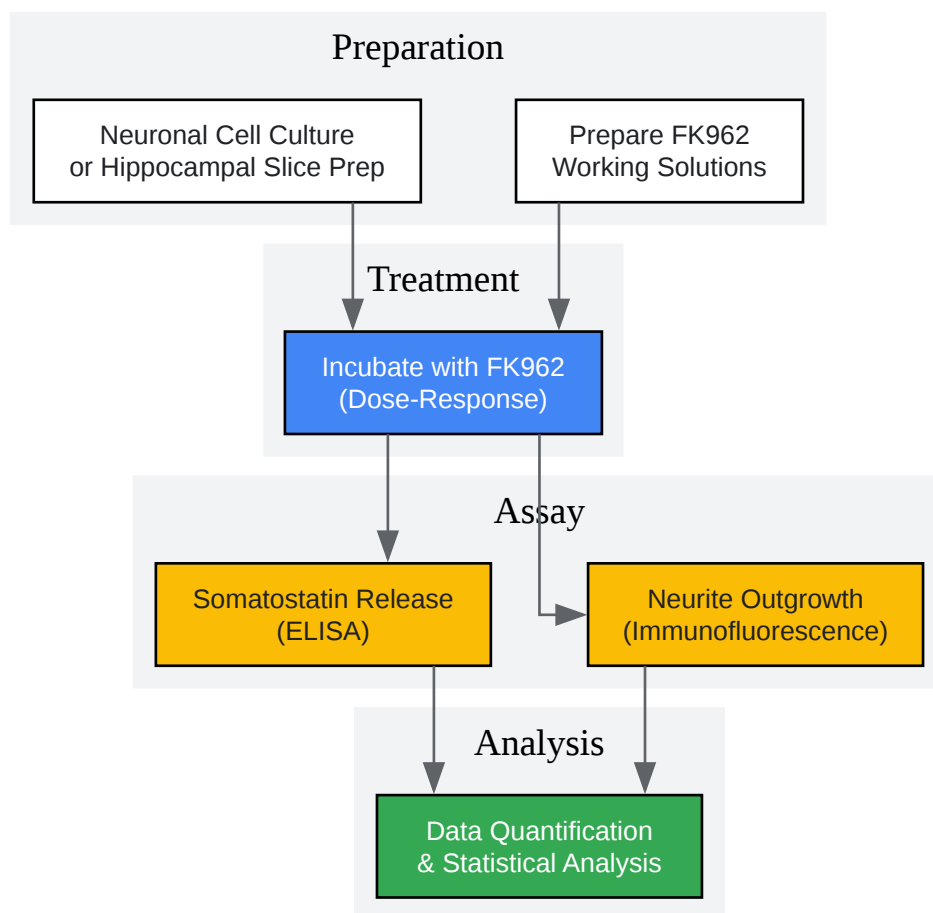 Preparation
Neuronal Cell Culture
or Hippocampal Slice Prep
Prepare FK962
Working Solutions
Treatment
Incubate with FK962
(Dose-Response)
Assay
Somatostatin Release
(ELISA)
Neurite Outgrowth
(Immunofluorescence)
Analysis
Data Quantification
& Statistical Analysis